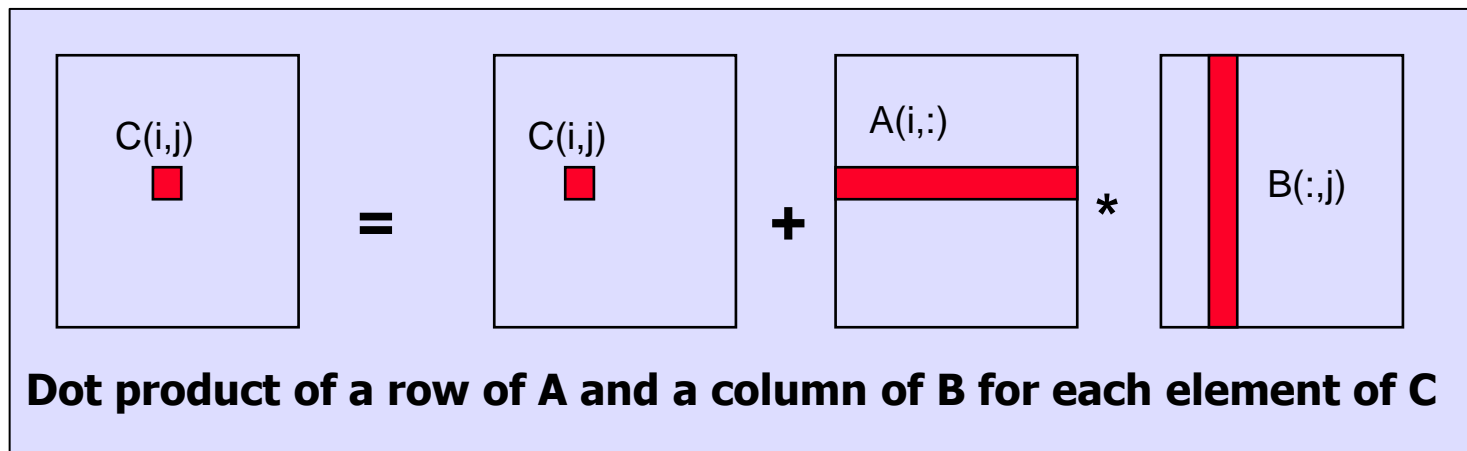 C(i,j)
=
C(i,j)
+
A(i,:)
*
B(:,j)
Dot product of a row of A and a column of B for each element of C